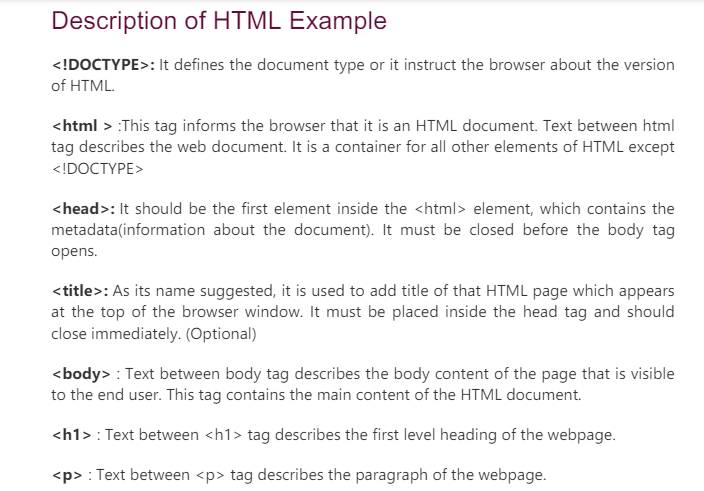 Description of HTML Example
<!DOCTYPE>: It defines the document type or it instruct the browser about the version
of HTML.
<html > :This tag informs the browser that it is an HTML document. Text between html
tag describes the web document. It is a container for all other elements of HTML except
<!DOCTYPE>
<head>: It should be the first element inside the <html> element, which contains the
metadata(information about the document). It must be closed before the body tag
opens.
<title>: As its name suggested, it is used to add title of that HTML page which appears
at the top of the browser window. It must be placed inside the head tag and should
close immediately. (Optional)
<body> : Text between body tag describes the body content of the page that is visible
to the end user. This tag contains the main content of the HTML document.
<h1> : Text between <h1> tag describes the first level heading of the webpage.
<p> : Text between <p> tag describes the paragraph of the webpage.